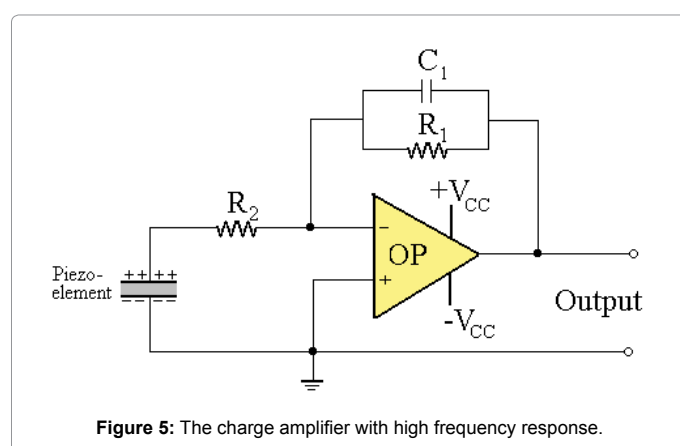 C1
R1
R2
+VCC
−
OP
+
-VCC
Piezo-
element
++++
−−−−
Output
Figure 5: The charge amplifier with high frequency response.